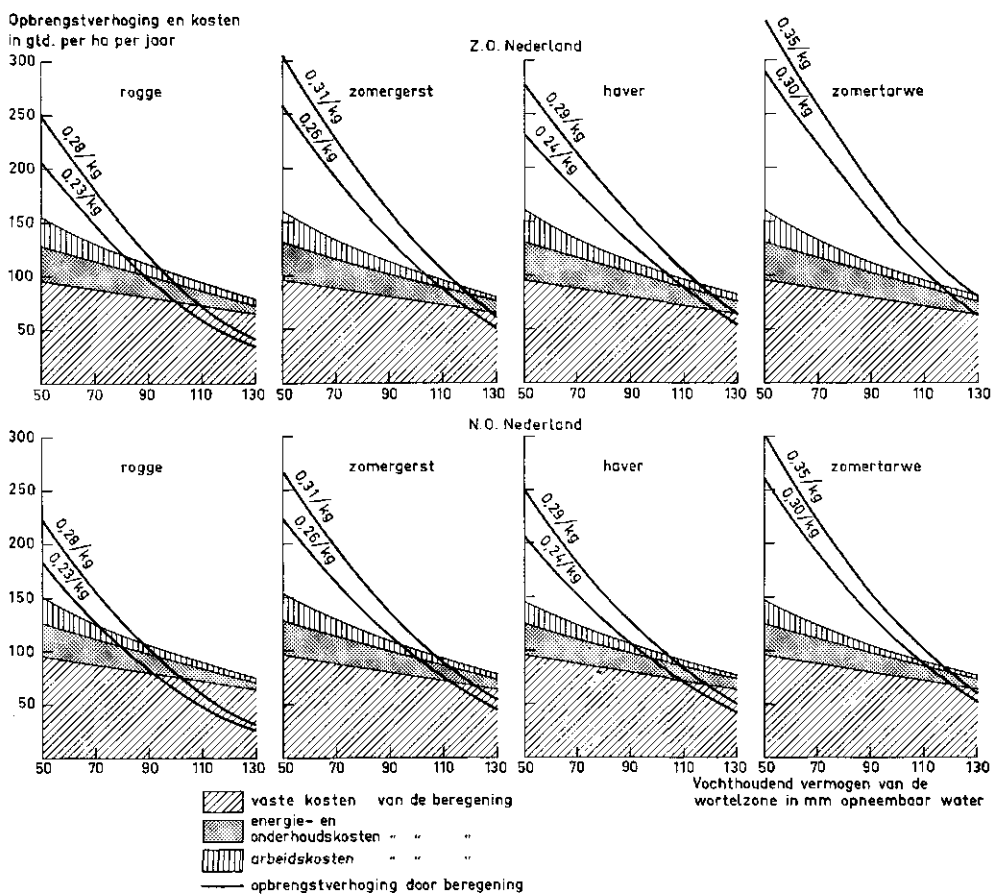 Opbrengstverhoging en kosten
in gld. per ha per jaar
Z.O. Nederland
300
250
200
150
100
50
rogge
0,28/kg
0,23/kg
50 70 90 110 130
zomergerst
0,31/kg
0,26/kg
50 70 90 110 130
haver
0,29/kg
0,24/kg
50 70 90 110 130
zomertarwe
0,35/kg
0,30/kg
50 70 90 110 130
N.O. Nederland
300
250
200
150
100
50
rogge
0,28/kg
0,23/kg
50 70 90 110 130
zomergerst
0,31/kg
0,26/kg
50 70 90 110 130
haver
0,29/kg
0,24/kg
50 70 90 110 130
zomertarwe
0,35/kg
0,30/kg
50 70 90 110 130
Vochthoudend vermogen van de
wortelzone in mm opneembaar water
vaste kosten van de beregening
energie- en
onderhoudskosten " " "
arbeidskosten " " "
opbrengstverhoging door beregening